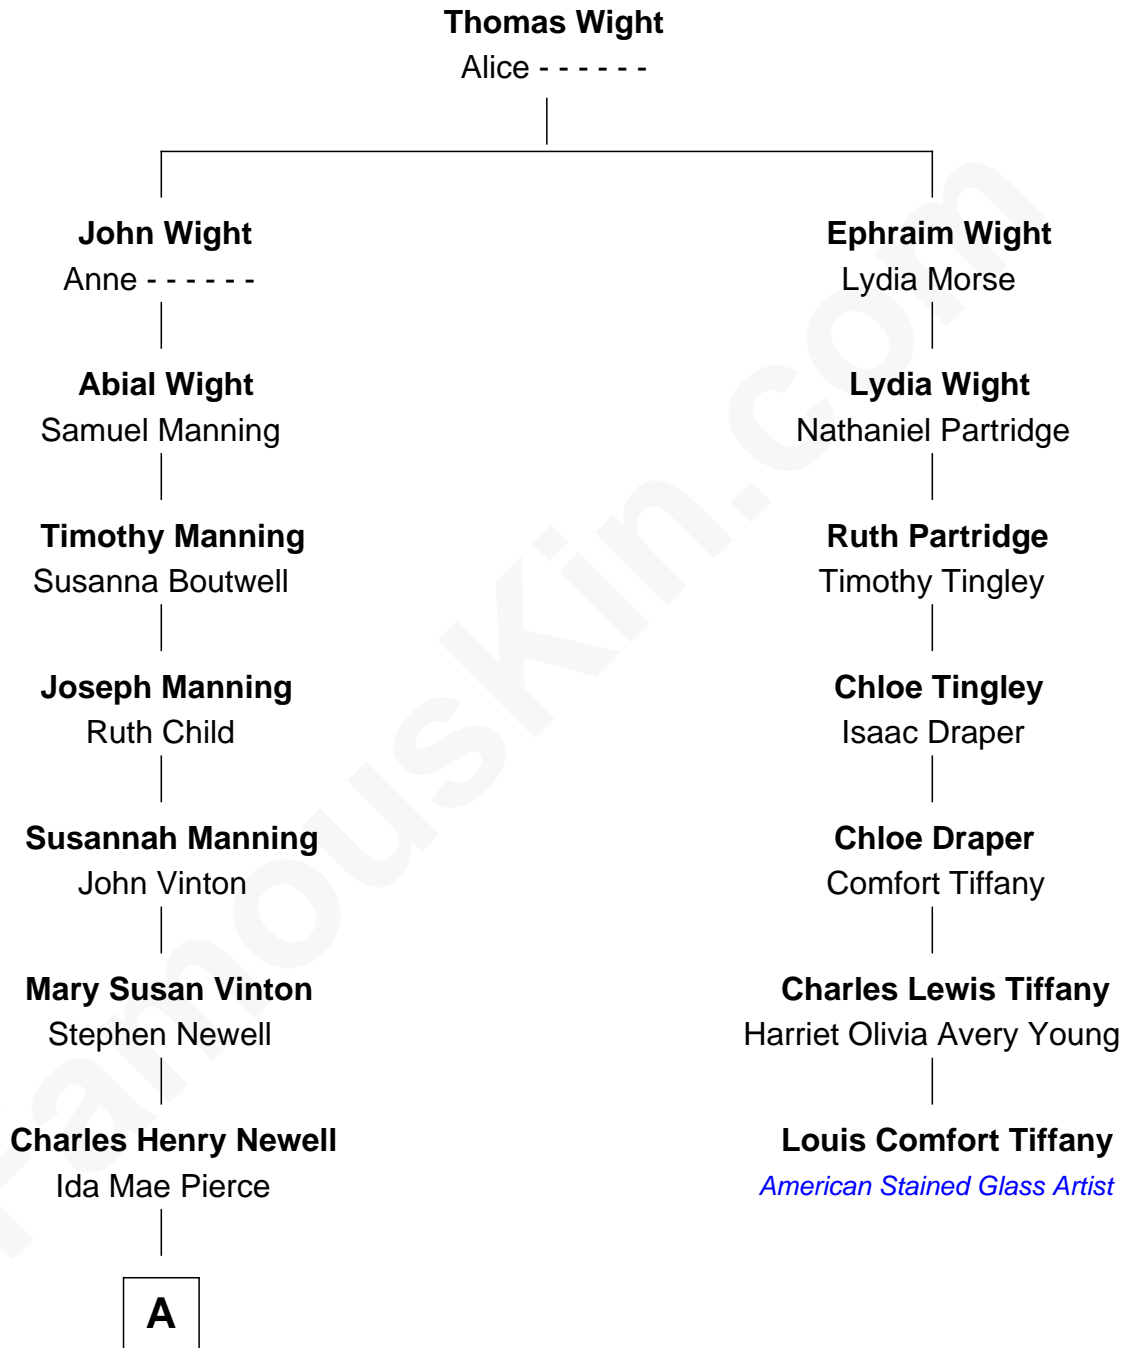 Thomas Wight
Alice - - - - - -
John Wight
Anne - - - - - -
Abial Wight
Samuel Manning
Timothy Manning
Susanna Boutwell
Joseph Manning
Ruth Child
Susannah Manning
John Vinton
Mary Susan Vinton
Stephen Newell
Charles Henry Newell
Ida Mae Pierce
A
Ephraim Wight
Lydia Morse
Lydia Wight
Nathaniel Partridge
Ruth Partridge
Timothy Tingley
Chloe Tingley
Isaac Draper
Chloe Draper
Comfort Tiffany
Charles Lewis Tiffany
Harriet Olivia Avery Young
Louis Comfort Tiffany
American Stained Glass Artist
FamousKin.com